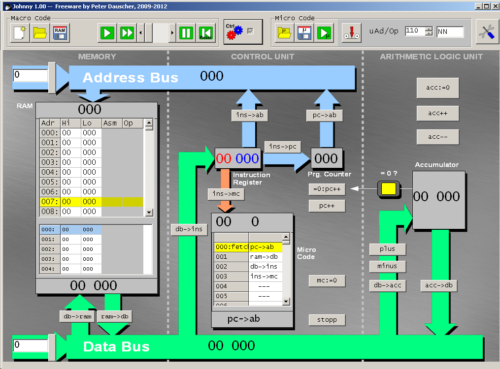 Johnny 1.00 -- Freeware by Peter Dauscher, 2009-2012
Macro Code
Micro Code
RAM
Ctrl
uAd/Op 110 NN
MEMORY
CONTROL UNIT
ARITHMETIC LOGIC UNIT
0
Address Bus 000
acc:=0
acc++
acc--
RAM
000
ins->ab
pc->ab
Adr Hi Lo Asm Op
000: 00 000
001: 00 000
002: 00 000
003: 00 000
004: 00 000
005: 00 000
006: 00 000
007: 00 000
008: 00 000
ins->pc
00 000
000
Instruction
Register
Prg. Counter
= 0 ?
Accumulator
ins->mc
=0:pc++
pc++
00 000
db->ins
000: 00 000
001: 00 000
002: 00 000
003: 00 000
004: 00 000
00 0
000:fetch pc->ab
001 ram->db
002 db->ins
003 ins->mc
004 ---
005 ---
Micro
Code
mc:=0
plus
minus
db->acc
acc->db
00 000
db->ram
ram->db
pc->ab
stopp
0
Data Bus 00 000